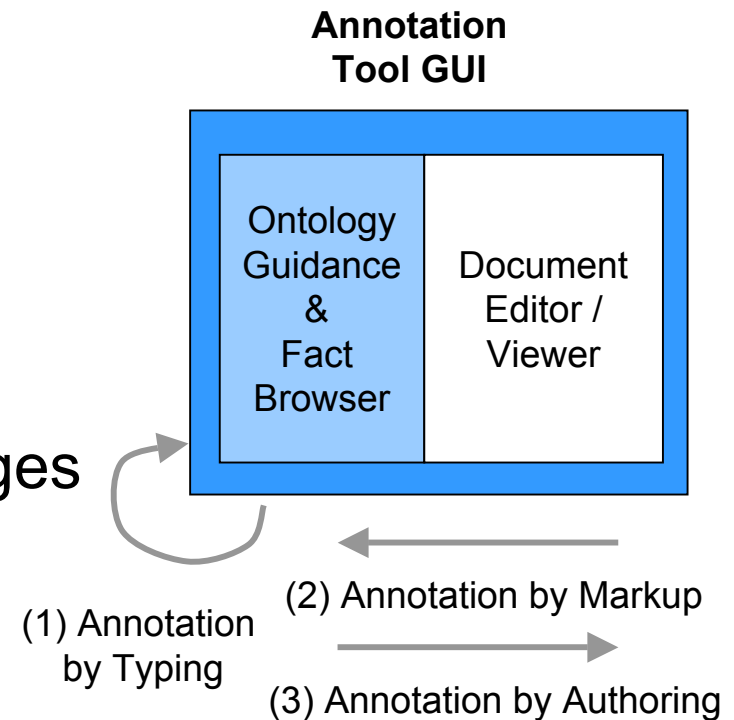 Annotation
Tool GUI
Ontology
Guidance
&
Fact
Browser
Document
Editor /
Viewer
ges
(1) Annotation
by Typing
(2) Annotation by Markup
(3) Annotation by Authoring